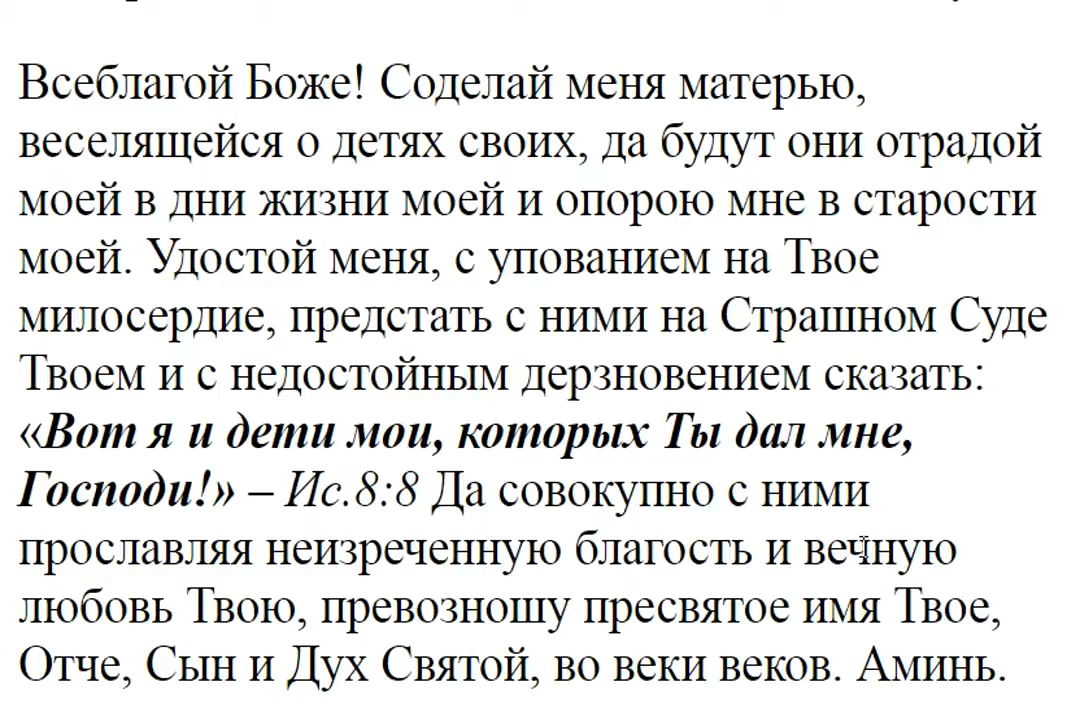 Всеблагой Боже! Соделай меня матерью,
веселящейся о детях своих, да будут они отрадой
моей в дни жизни моей и опорою мне в старости
моей. Удостой меня, с упованием на Твое
милосердие, предстать с ними на Страшном Суде
Твоем и с недостойным дерзновением сказать:
«Вот я и дети мои, которых Ты дал мне,
Господи!» – Ис.8:8 Да совокупно с ними
прославляя неизреченную благость и вечную
любовь Твою, превозношу пресвятое имя Твое,
Отче, Сын и Дух Святой, во веки веков. Аминь.